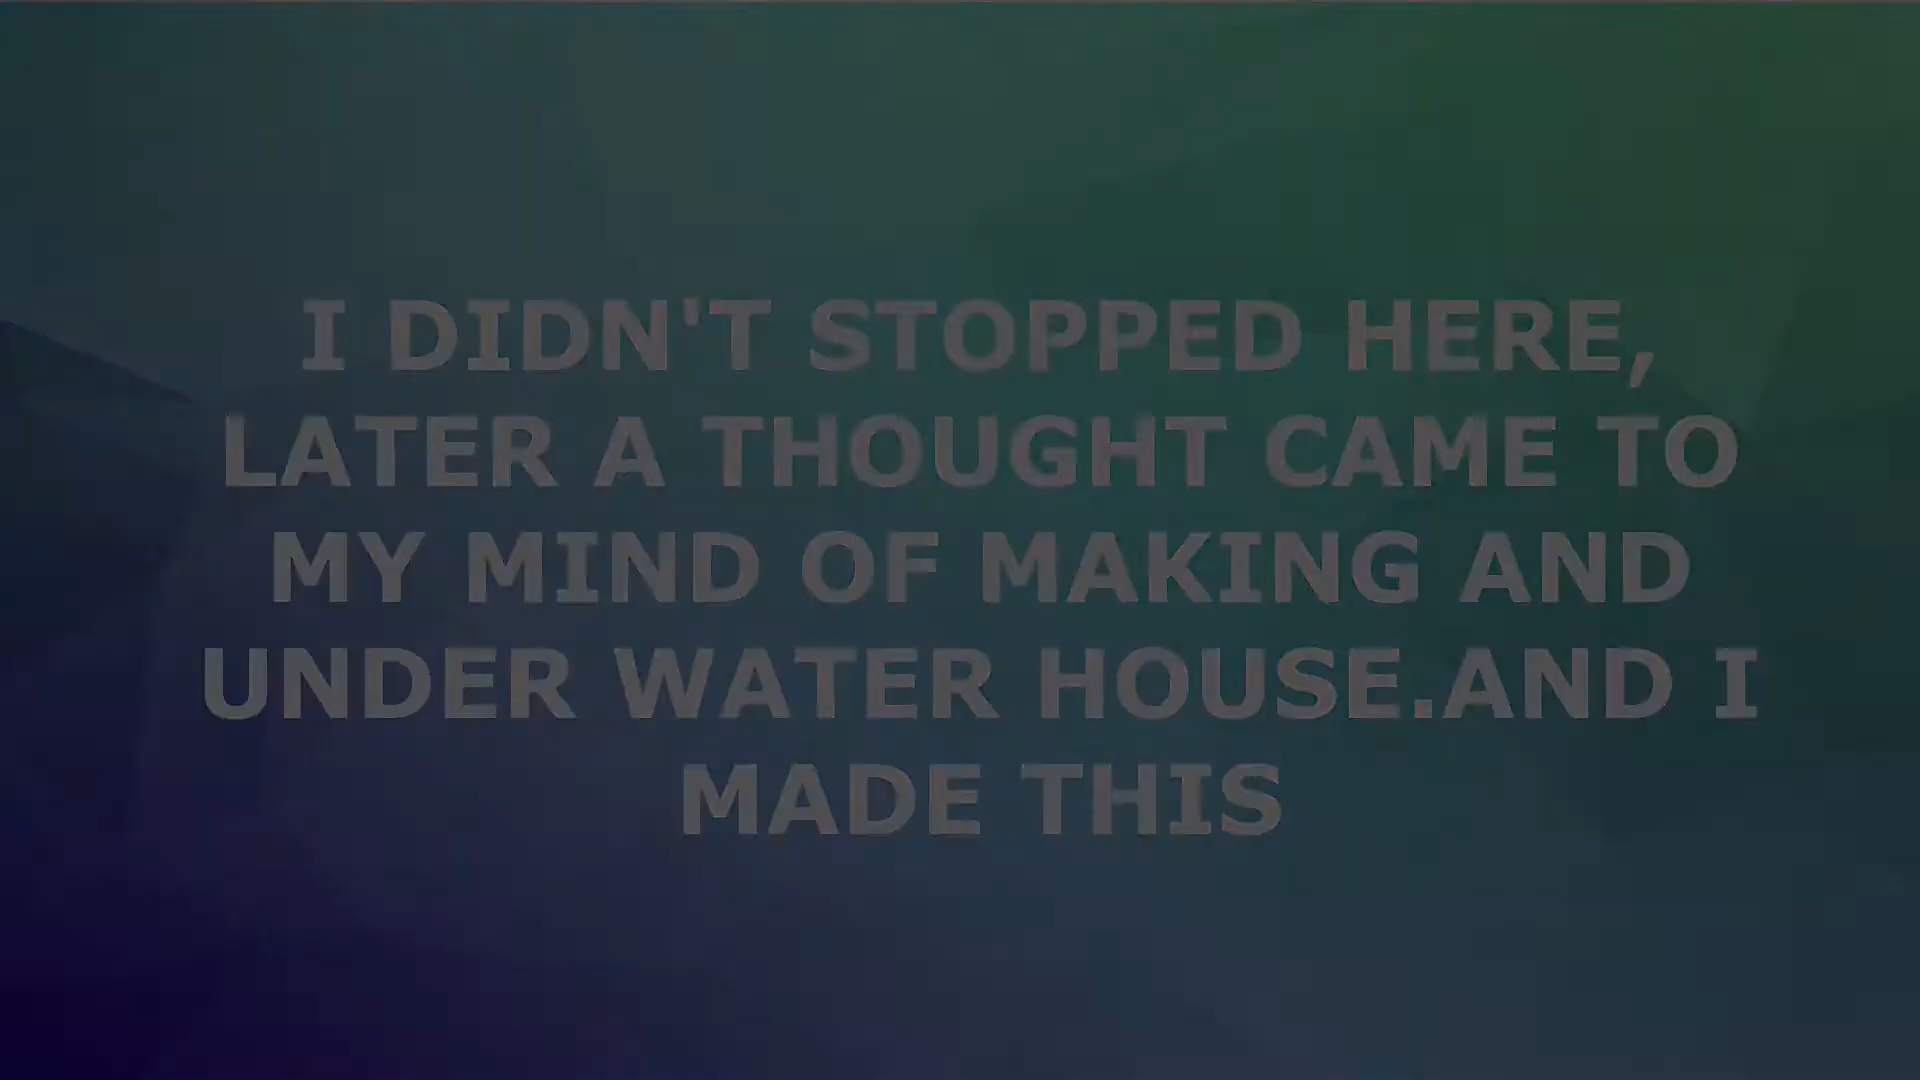 I DIDN'T STOPPED HERE,
LATER A THOUGHT CAME TO
MY MIND OF MAKING AND
UNDER WATER HOUSE.AND I
MADE THIS